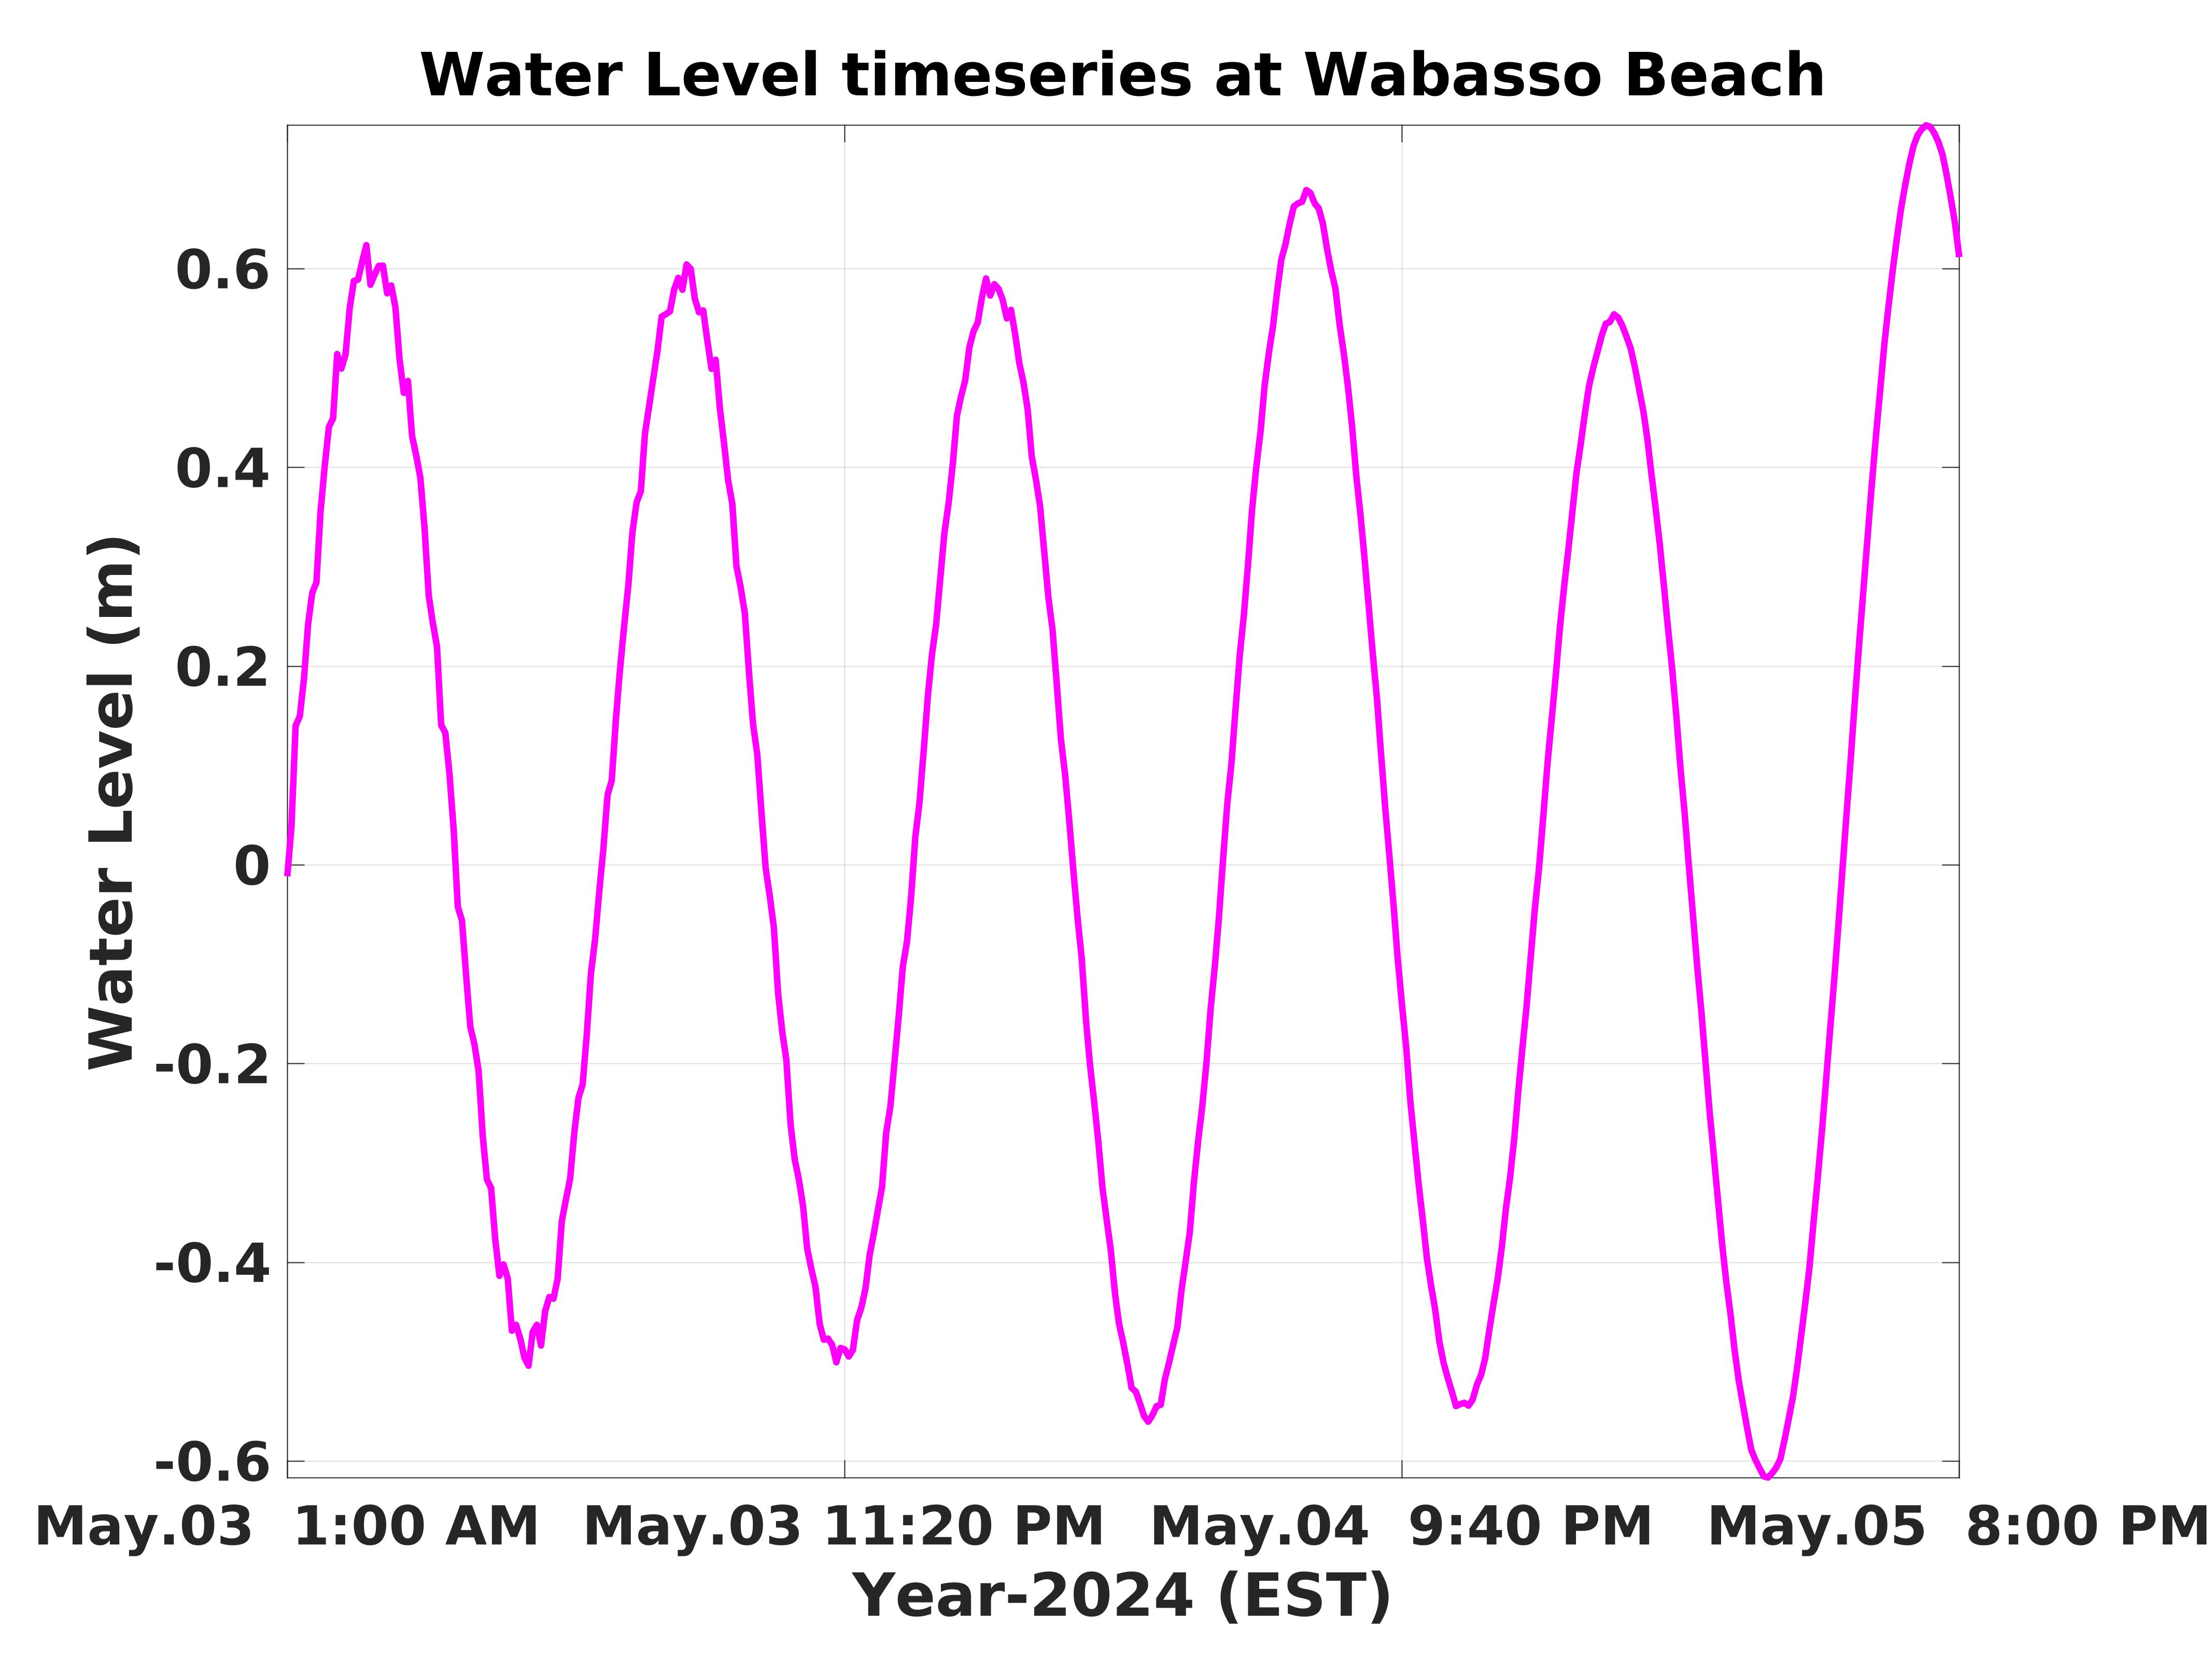 Water Level timeseries at Wabasso Beach
Water Level (m)
0.6
0.4
0.2
0
-0.2
-0.4
-0.6
May.03 1:00 AM May.03 11:20 PM May.04 9:40 PM May.05 8:00 PM
Year-2024 (EST)